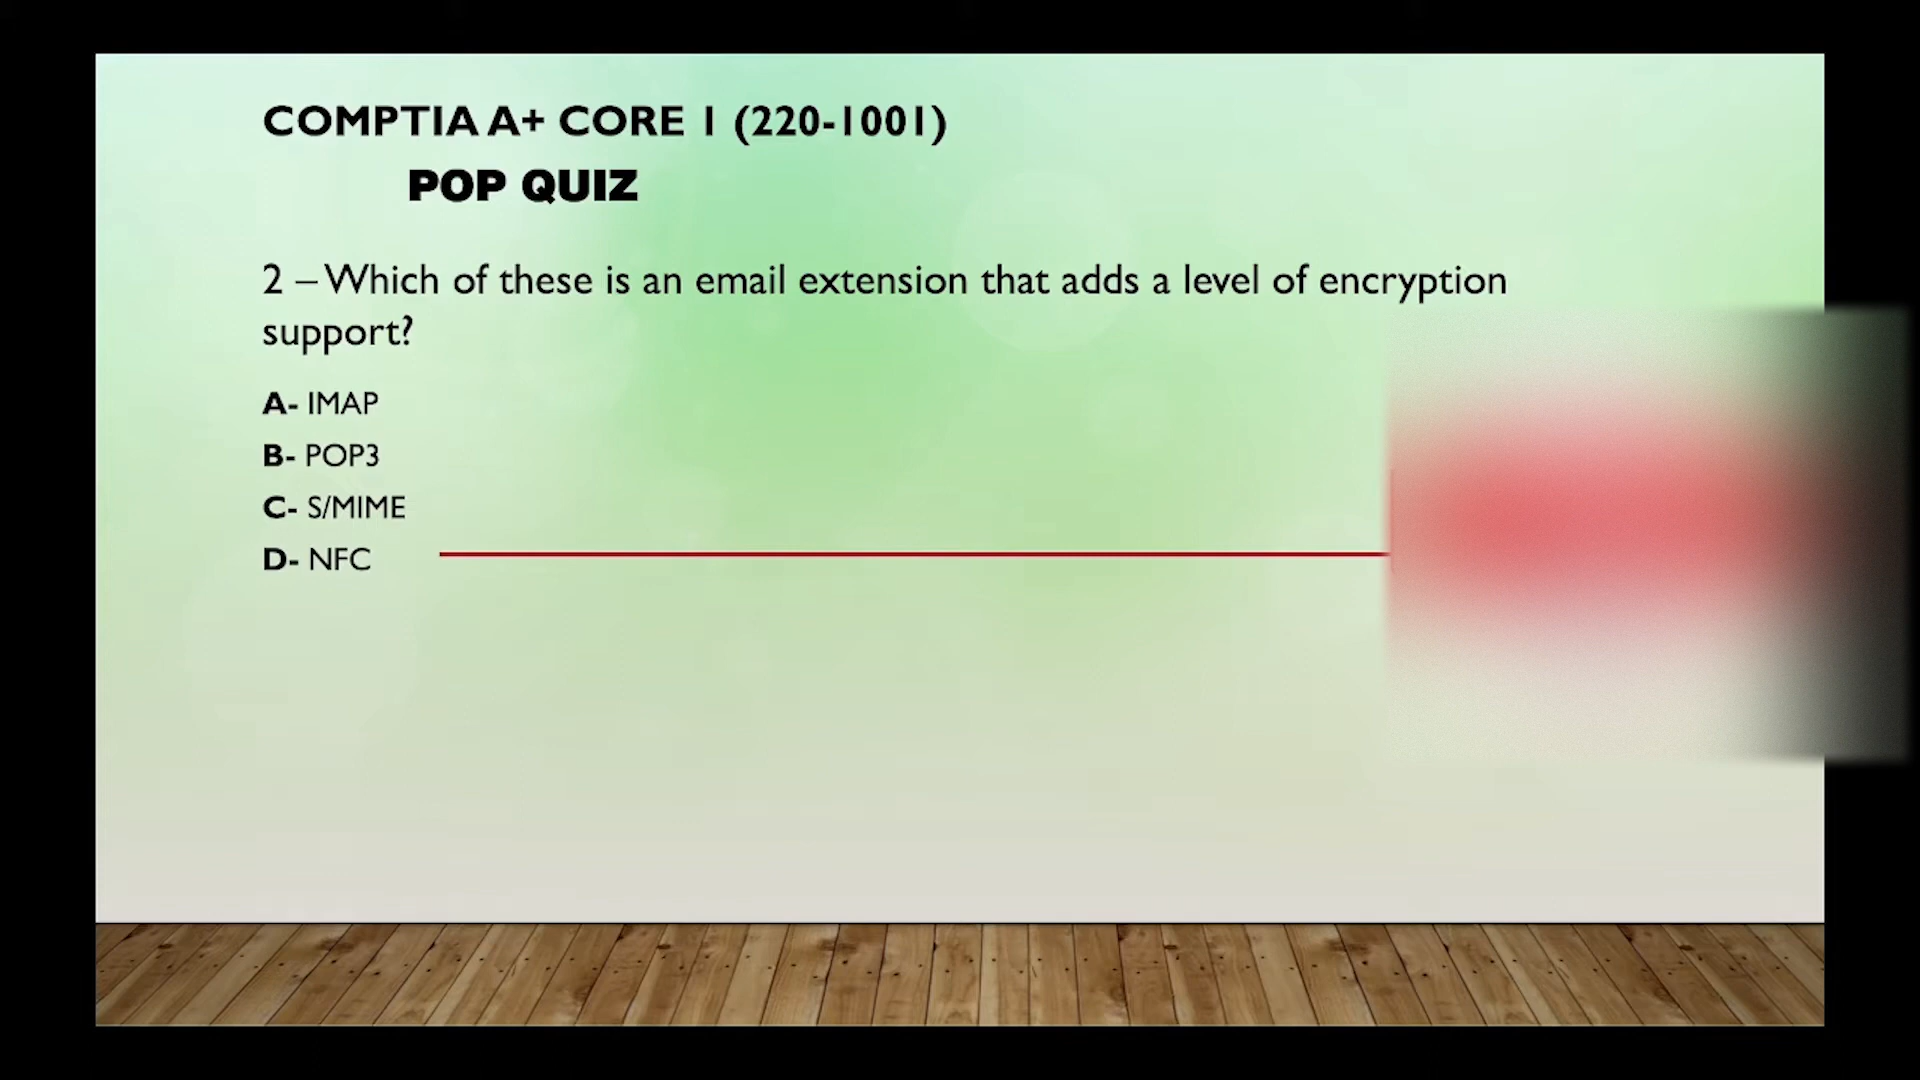 COMPTIA A+ CORE 1 (220-1001)
POP QUIZ
2 – Which of these is an email extension that adds a level of encryption
support?
A- IMAP
B- POP3
C- S/MIME
D- NFC